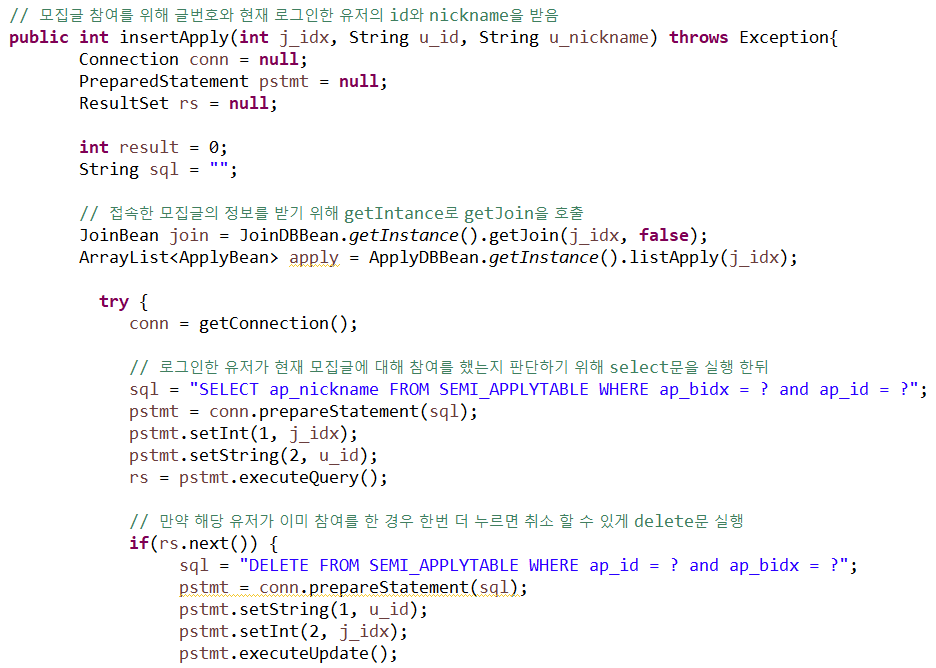 // 모집글 참여를 위해 글번호와 현재 로그인한 유저의 id와 nickname을 받음
public int insertApply(int j_idx, String u_id, String u_nickname) throws Exception{
Connection conn = null;
PreparedStatement pstmt = null;
ResultSet rs = null;
int result = 0;
String sql = "";
// 접속한 모집글의 정보를 받기 위해 getIntance로 getJoin을 호출
JoinBean join = JoinDBBean.getInstance().getJoin(j_idx, false);
ArrayList<ApplyBean> apply = ApplyDBBean.getInstance().listApply(j_idx);
try {
conn = getConnection();
// 로그인한 유저가 현재 모집글에 대해 참여를 했는지 판단하기 위해 select문을 실행 한뒤
sql = "SELECT ap_nickname FROM SEMI_APPLYTABLE WHERE ap_bidx = ? and ap_id = ?";
pstmt = conn.prepareStatement(sql);
pstmt.setInt(1, j_idx);
pstmt.setString(2, u_id);
rs = pstmt.executeQuery();
// 만약 해당 유저가 이미 참여를 한 경우 한번 더 누르면 취소 할 수 있게 delete문 실행
if(rs.next()) {
sql = "DELETE FROM SEMI_APPLYTABLE WHERE ap_id = ? and ap_bidx = ?";
pstmt = conn.prepareStatement(sql);
pstmt.setString(1, u_id);
pstmt.setInt(2, j_idx);
pstmt.executeUpdate();